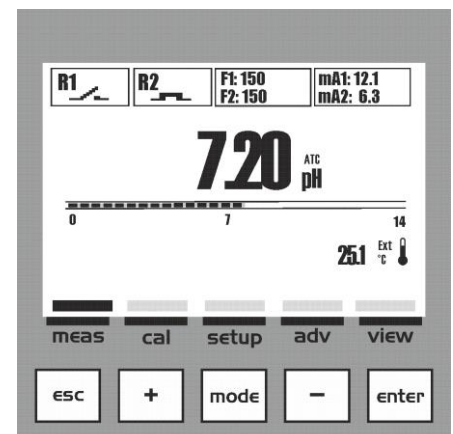 R1 R2 F1: 150 mA1: 12.1
F2: 150 mA2: 6.3
7.20 ATC pH
0 7 14
25.1 Ext °C
meas cal setup adv view
esc + mode − enter